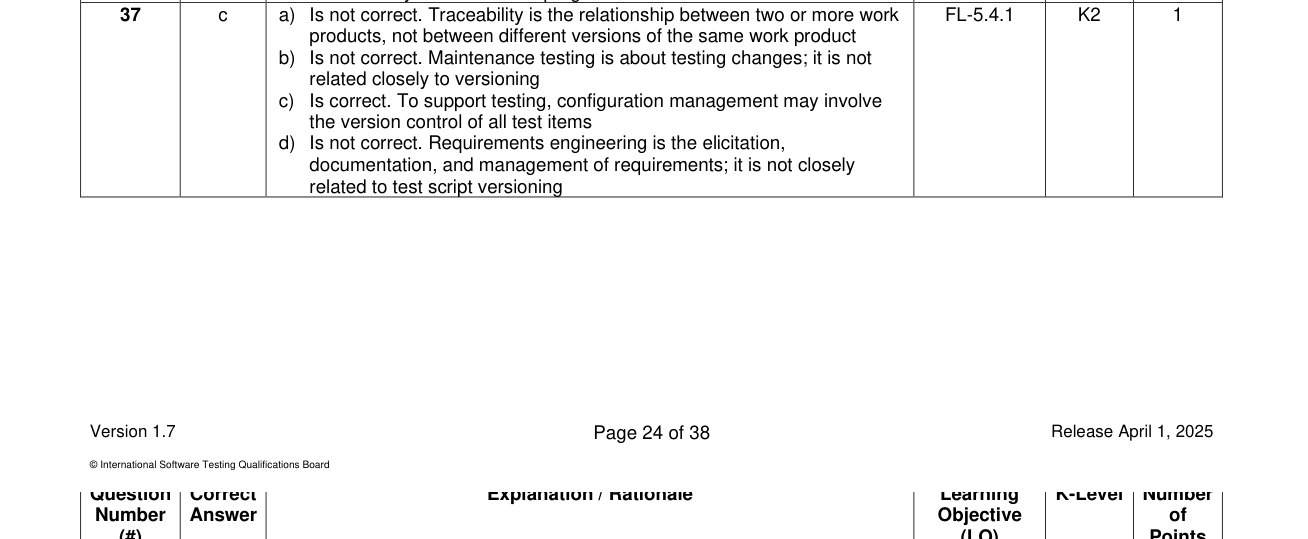 37 c a) Is not correct. Traceability is the relationship between two or more work FL-5.4.1 K2 1
products, not between different versions of the same work product
b) Is not correct. Maintenance testing is about testing changes; it is not
related closely to versioning
c) Is correct. To support testing, configuration management may involve
the version control of all test items
d) Is not correct. Requirements engineering is the elicitation,
documentation, and management of requirements; it is not closely
related to test script versioning
Version 1.7 Page 24 of 38 Release April 1, 2025
© International Software Testing Qualifications Board
Question Correct Explanation / Rationale Learning K-Level Number
Number Answer Objective of
(#) (LO) Points